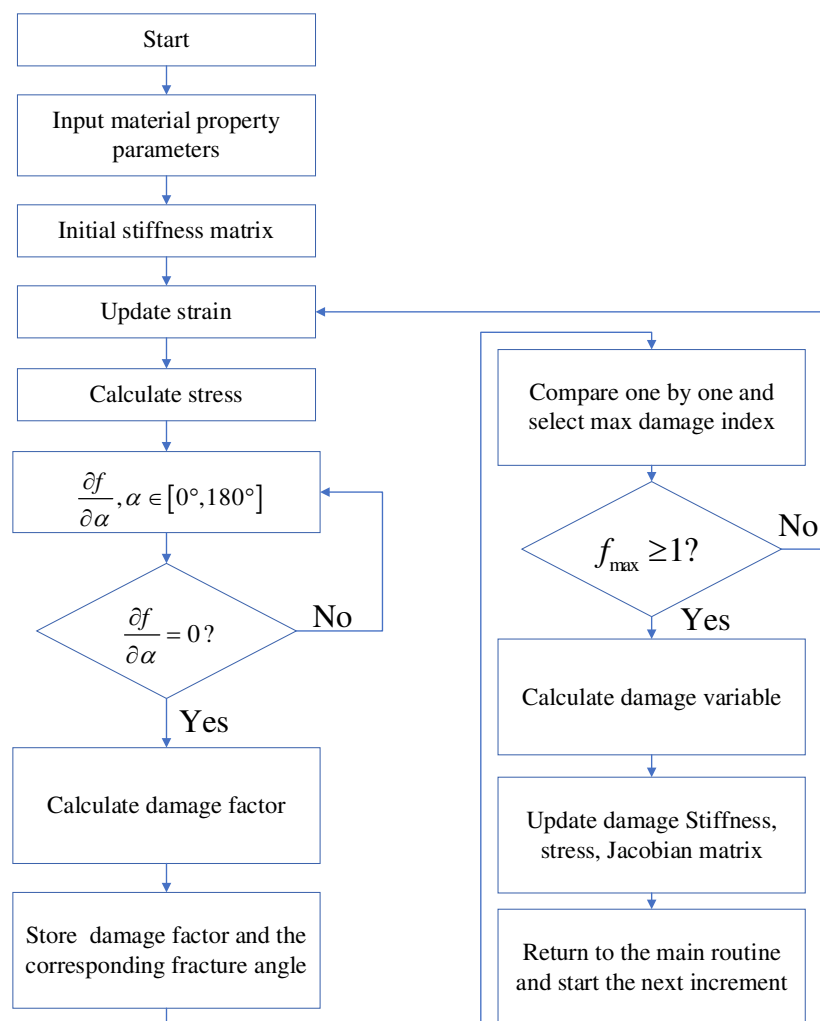 Start
Input material property
parameters
Initial stiffness matrix
Update strain
Calculate stress
∂f/∂α, α ∈ [0°,180°]
∂f/∂α = 0 ?
No
Yes
Calculate damage factor
Store damage factor and the
corresponding fracture angle
Compare one by one and
select max damage index
f_max ≥1?
No
Yes
Calculate damage variable
Update damage Stiffness,
stress, Jacobian matrix
Return to the main routine
and start the next increment